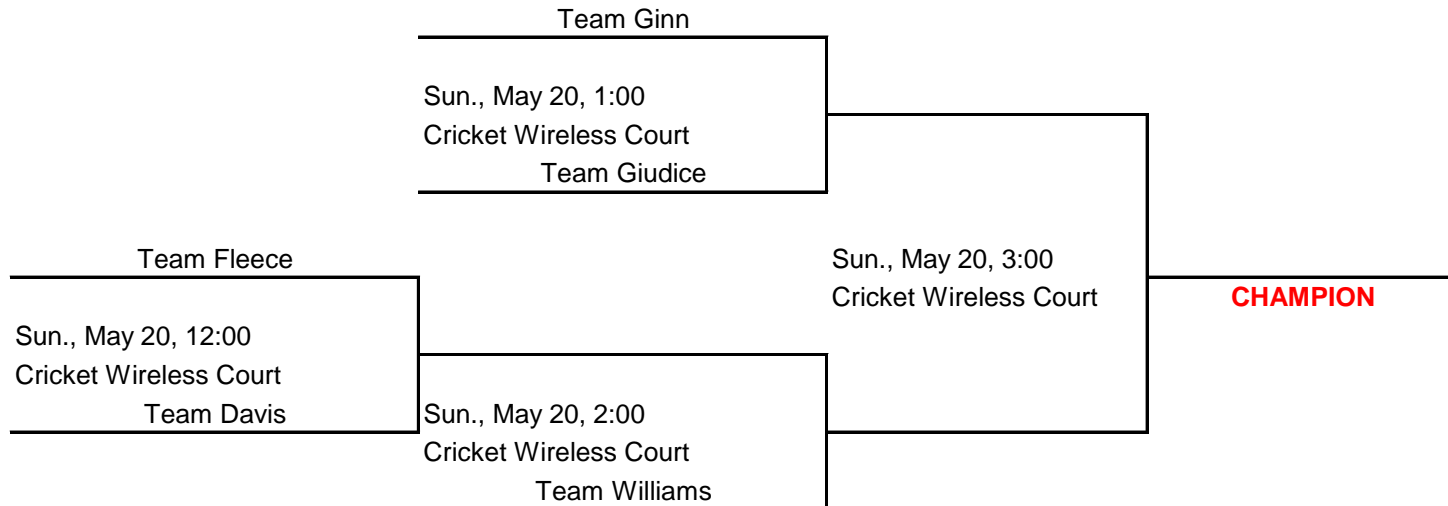 Team Ginn
Sun., May 20, 1:00
Cricket Wireless Court
Team Giudice
Team Fleece
Sun., May 20, 3:00
Cricket Wireless Court
CHAMPION
Sun., May 20, 12:00
Cricket Wireless Court
Team Davis
Sun., May 20, 2:00
Cricket Wireless Court
Team Williams